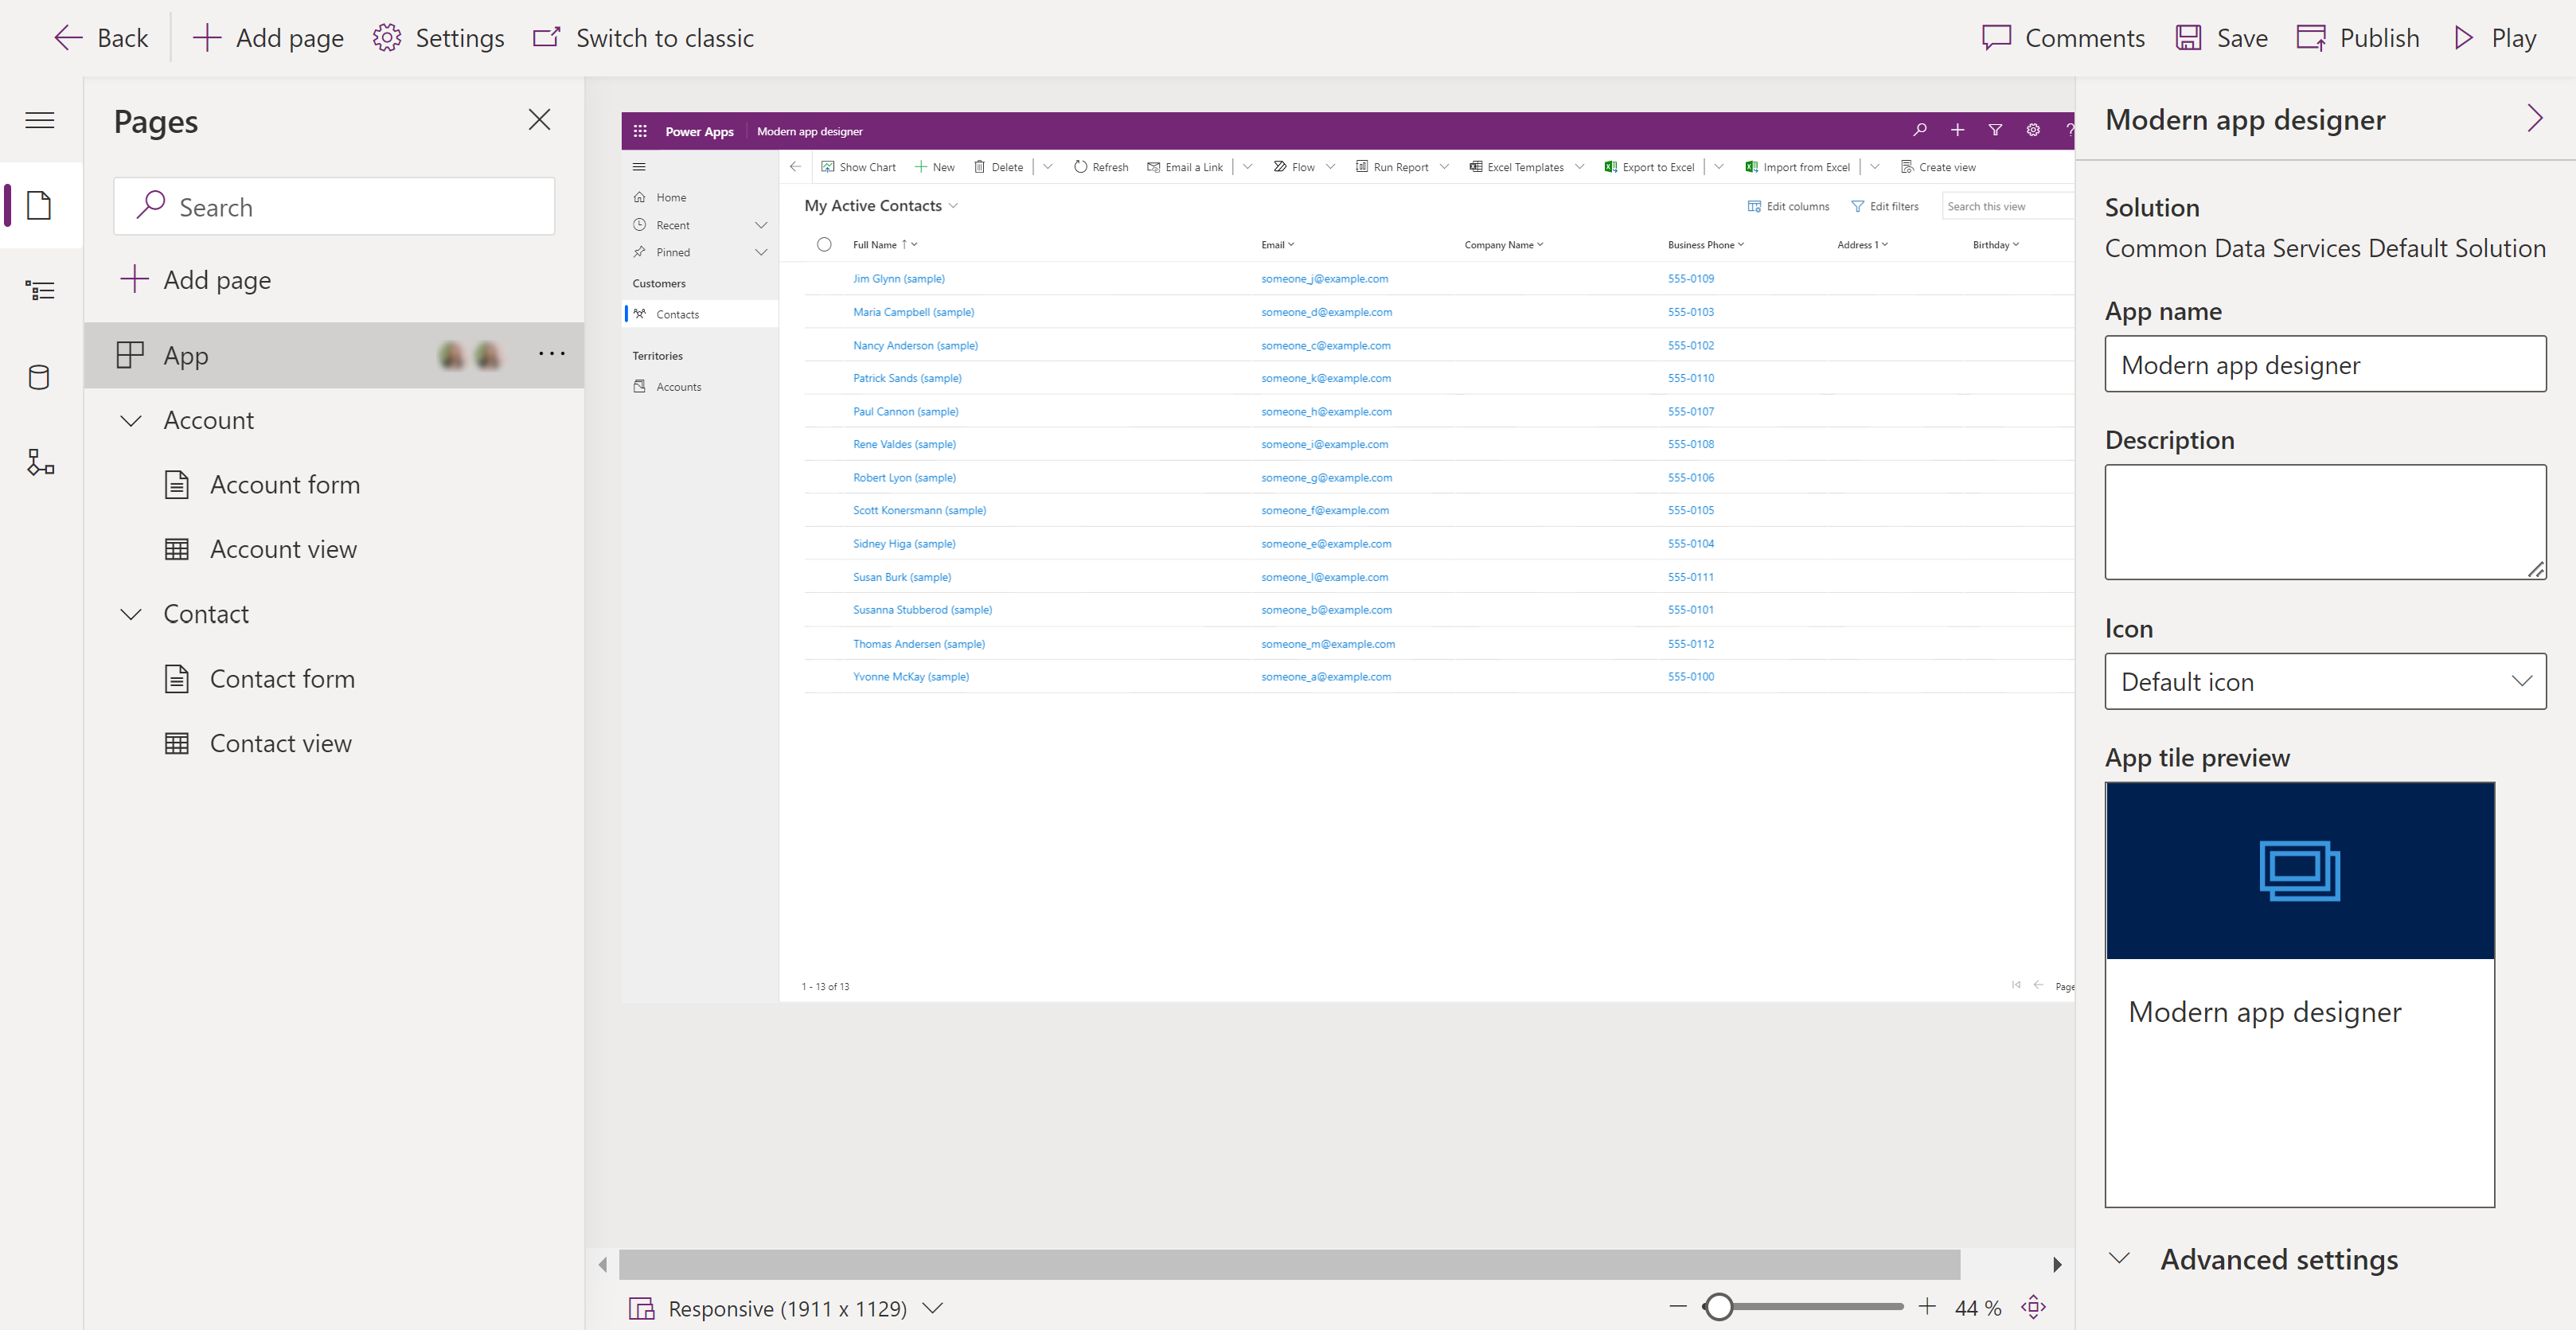 Back
Add page
Settings
Switch to classic
Comments
Save
Publish
Play
Pages
Search
Add page
App
Account
Account form
Account view
Contact
Contact form
Contact view
Power Apps Modern app designer
Show Chart New Delete Refresh Email a Link Flow Run Report Excel Templates Export to Excel Import from Excel Create view
Home
Recent
Pinned
Customers
Contacts
Territories
Accounts
My Active Contacts
Edit columns Edit filters Search this view
Full Name Email Company Name Business Phone Address 1 Birthday
Jim Glynn (sample) someone_j@example.com 555-0109
Maria Campbell (sample) someone_d@example.com 555-0103
Nancy Anderson (sample) someone_c@example.com 555-0102
Patrick Sands (sample) someone_k@example.com 555-0110
Paul Cannon (sample) someone_h@example.com 555-0107
Rene Valdes (sample) someone_i@example.com 555-0108
Robert Lyon (sample) someone_g@example.com 555-0106
Scott Konersmann (sample) someone_f@example.com 555-0105
Sidney Higa (sample) someone_e@example.com 555-0104
Susan Burk (sample) someone_l@example.com 555-0111
Susanna Stubberod (sample) someone_b@example.com 555-0101
Thomas Andersen (sample) someone_m@example.com 555-0112
Yvonne McKay (sample) someone_a@example.com 555-0100
1 - 13 of 13
Page
Responsive (1911 x 1129)
44 %
Modern app designer
Solution
Common Data Services Default Solution
App name
Modern app designer
Description
Icon
Default icon
App tile preview
Modern app designer
Advanced settings